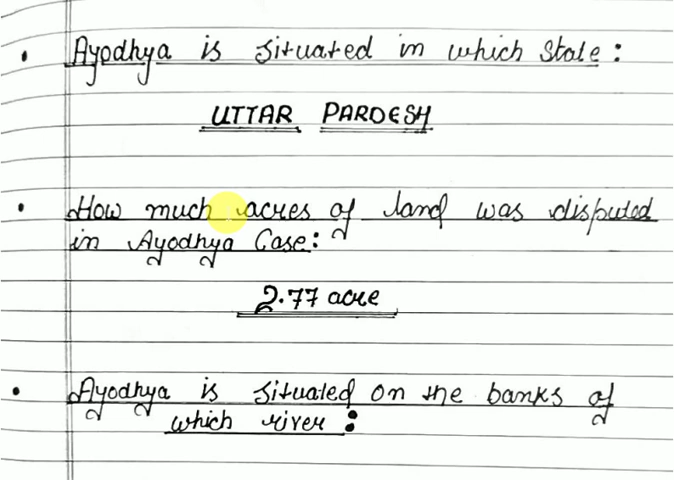 • Ayodhya is situated in which state:
UTTAR PARDESH
• How much acres of land was disputed
in Ayodhya Case:
2.77 acre
• Ayodhya is situated on the banks of
which river: